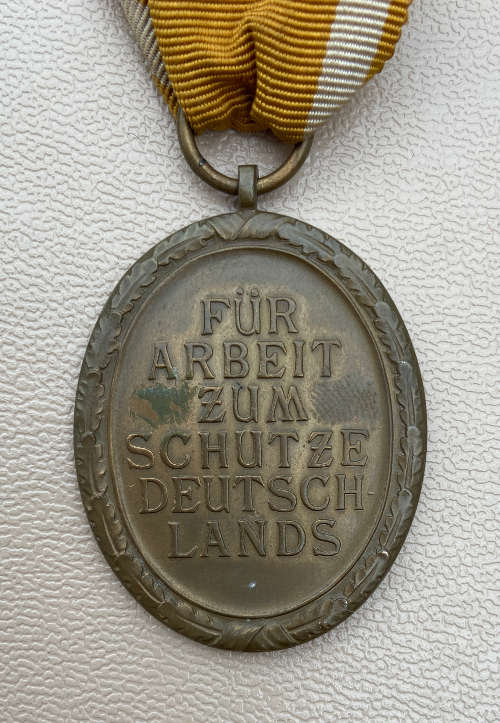 FÜR
ARBEIT
ZUM
SCHUTZE
DEUTSCH-
LANDS